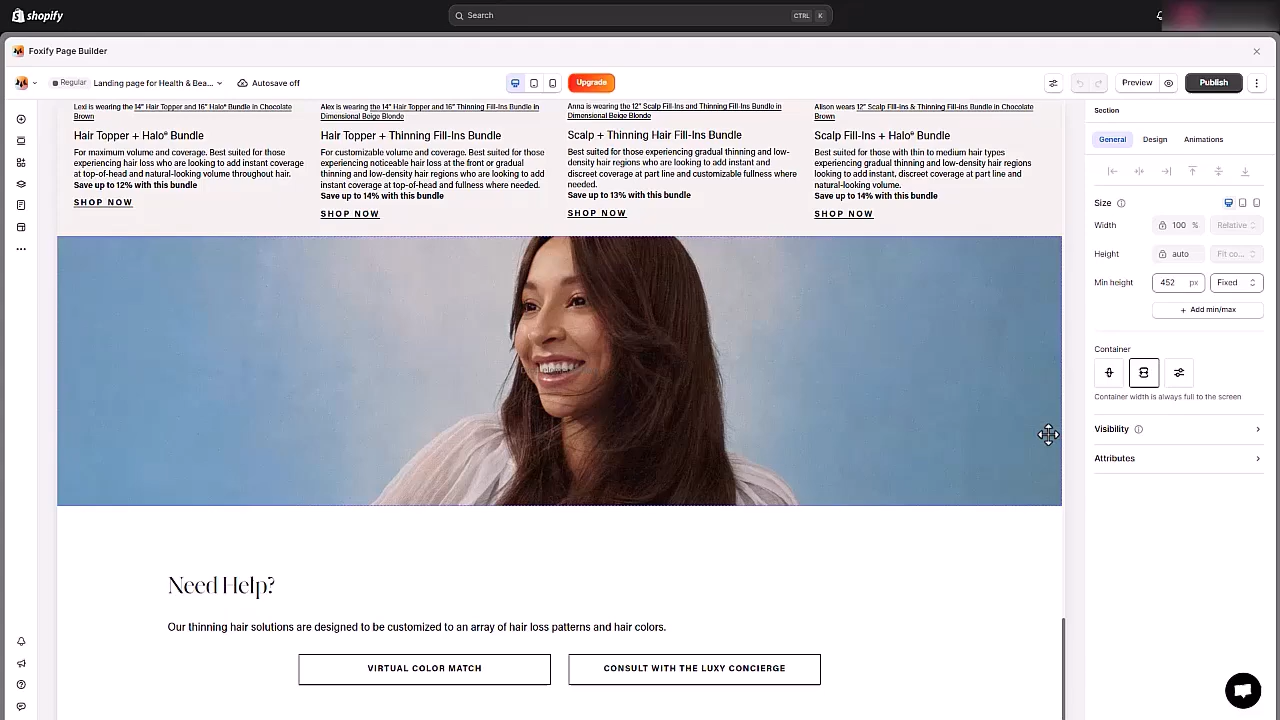 shopify
Search
CTRL K
Foxify Page Builder
Regular Landing page for Health & Bea... Autosave off
Upgrade
Preview
Publish
Lexi is wearing the 14" Hair Topper and 16" Halo® Bundle in Chocolate
Brown
Hair Topper + Halo® Bundle
For maximum volume and coverage. Best suited for those
experiencing hair loss who are looking to add instant coverage
at top-of-head and natural-looking volume throughout hair.
Save up to 12% with this bundle
SHOP NOW
Alex is wearing the 14" Hair Topper and 16" Thinning Fill-Ins Bundle in
Dimensional Beige Blonde
Hair Topper + Thinning Fill-Ins Bundle
For customizable volume and coverage. Best suited for those
experiencing noticeable hair loss at the front or gradual
thinning and low-density hair regions who are looking to add
instant coverage at top-of-head and fullness where needed.
Save up to 14% with this bundle
SHOP NOW
Anna is wearing the 12" Scalp Fill-Ins and Thinning Fill-Ins Bundle in
Dimensional Beige Blonde
Scalp + Thinning Hair Fill-Ins Bundle
Best suited for those experiencing gradual thinning and low-
density hair regions who are looking to add instant and
discreet coverage at part line and customizable fullness where
needed.
Save up to 13% with this bundle
SHOP NOW
Alison wears 12" Scalp Fill-Ins & Thinning Fill-Ins Bundle in Chocolate
Brown
Scalp Fill-Ins + Halo® Bundle
Best suited for those with thin to medium hair types
experiencing gradual thinning and low-density hair regions
looking to add instant, discreet coverage at part line and
natural-looking volume.
Save up to 14% with this bundle
SHOP NOW
Need Help?
Our thinning hair solutions are designed to be customized to an array of hair loss patterns and hair colors.
VIRTUAL COLOR MATCH
CONSULT WITH THE LUXY CONCIERGE
Section
General Design Animations
Size
Width 100 % Relative
Height auto Fit co...
Min height 452 px Fixed
+ Add min/max
Container
Container width is always full to the screen
Visibility
Attributes